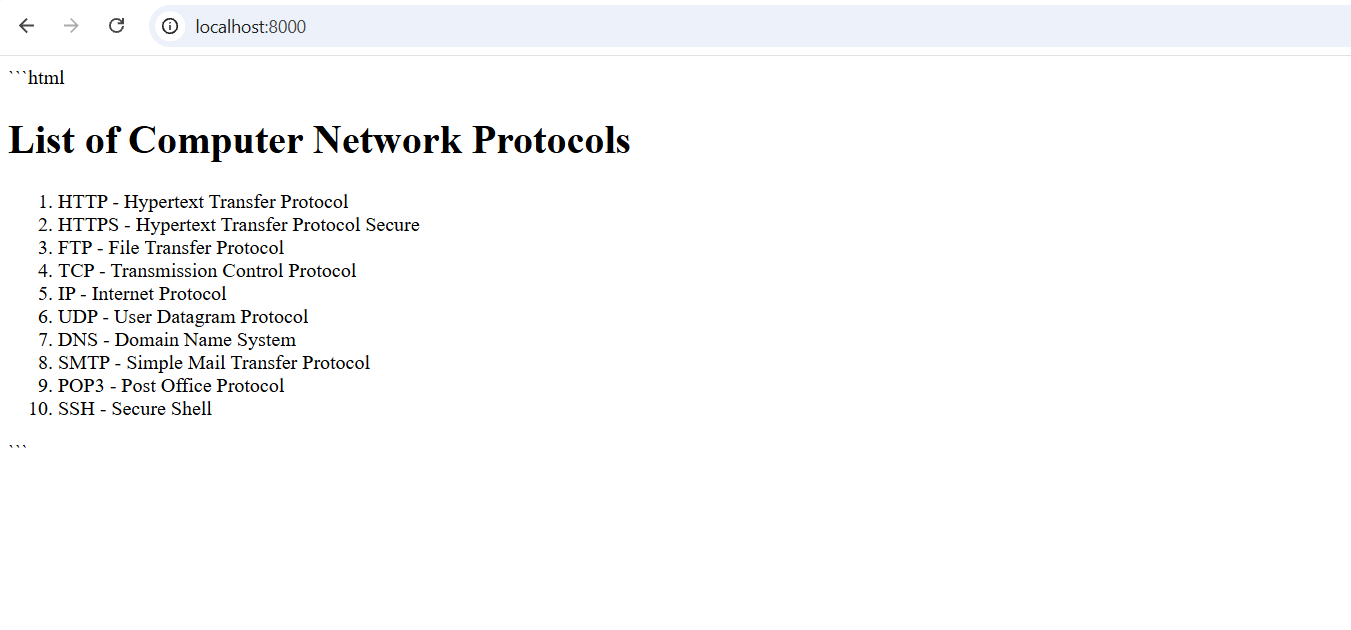 localhost:8000
```html
List of Computer Network Protocols
1. HTTP - Hypertext Transfer Protocol
2. HTTPS - Hypertext Transfer Protocol Secure
3. FTP - File Transfer Protocol
4. TCP - Transmission Control Protocol
5. IP - Internet Protocol
6. UDP - User Datagram Protocol
7. DNS - Domain Name System
8. SMTP - Simple Mail Transfer Protocol
9. POP3 - Post Office Protocol
10. SSH - Secure Shell
```